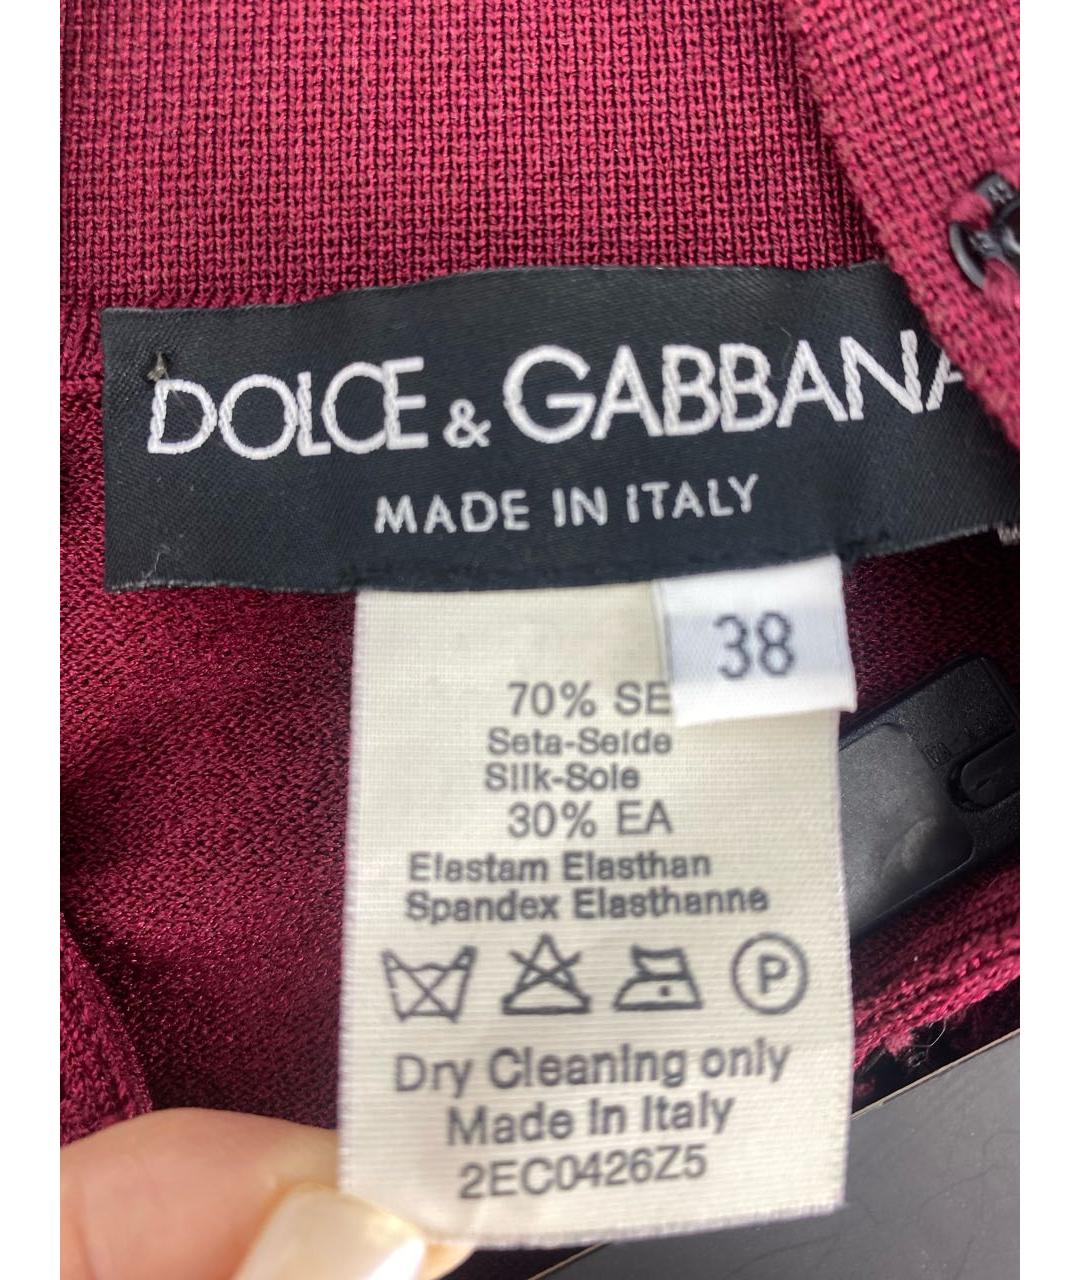 DOLCE & GABBANA
MADE IN ITALY
38
70% SE
Seta-Seide
Silk-Soie
30% EA
Elastam Elasthan
Spandex Elasthanne
P
Dry Cleaning only
Made in Italy
2EC0426Z5